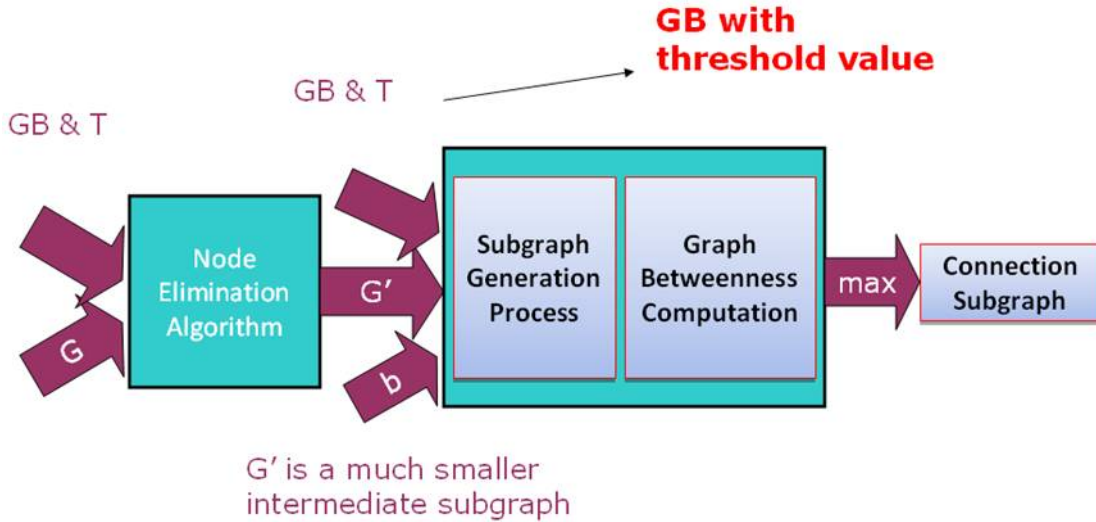 GB with
threshold value
GB & T
GB & T
Node
Elimination
Algorithm
G
G’
b
Subgraph
Generation
Process
Graph
Betweenness
Computation
max
Connection
Subgraph
G’ is a much smaller
intermediate subgraph